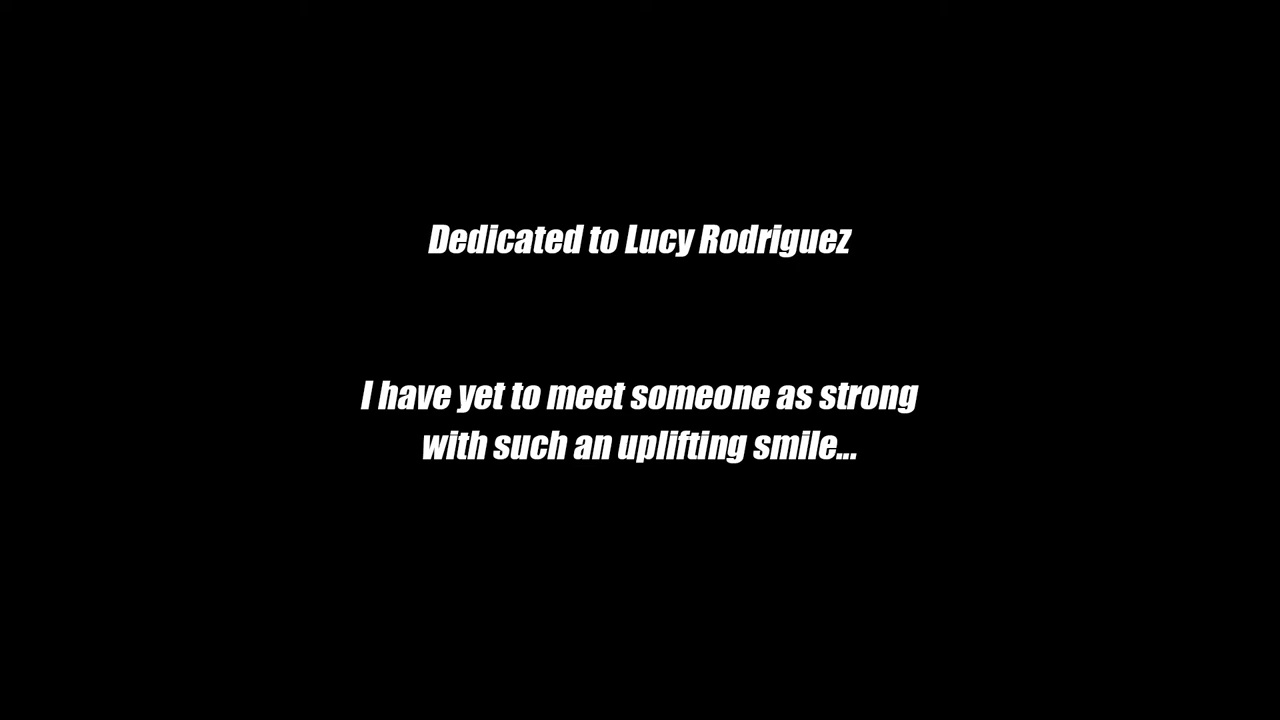 Dedicated to Lucy Rodriguez
I have yet to meet someone as strong
with such an uplifting smile...